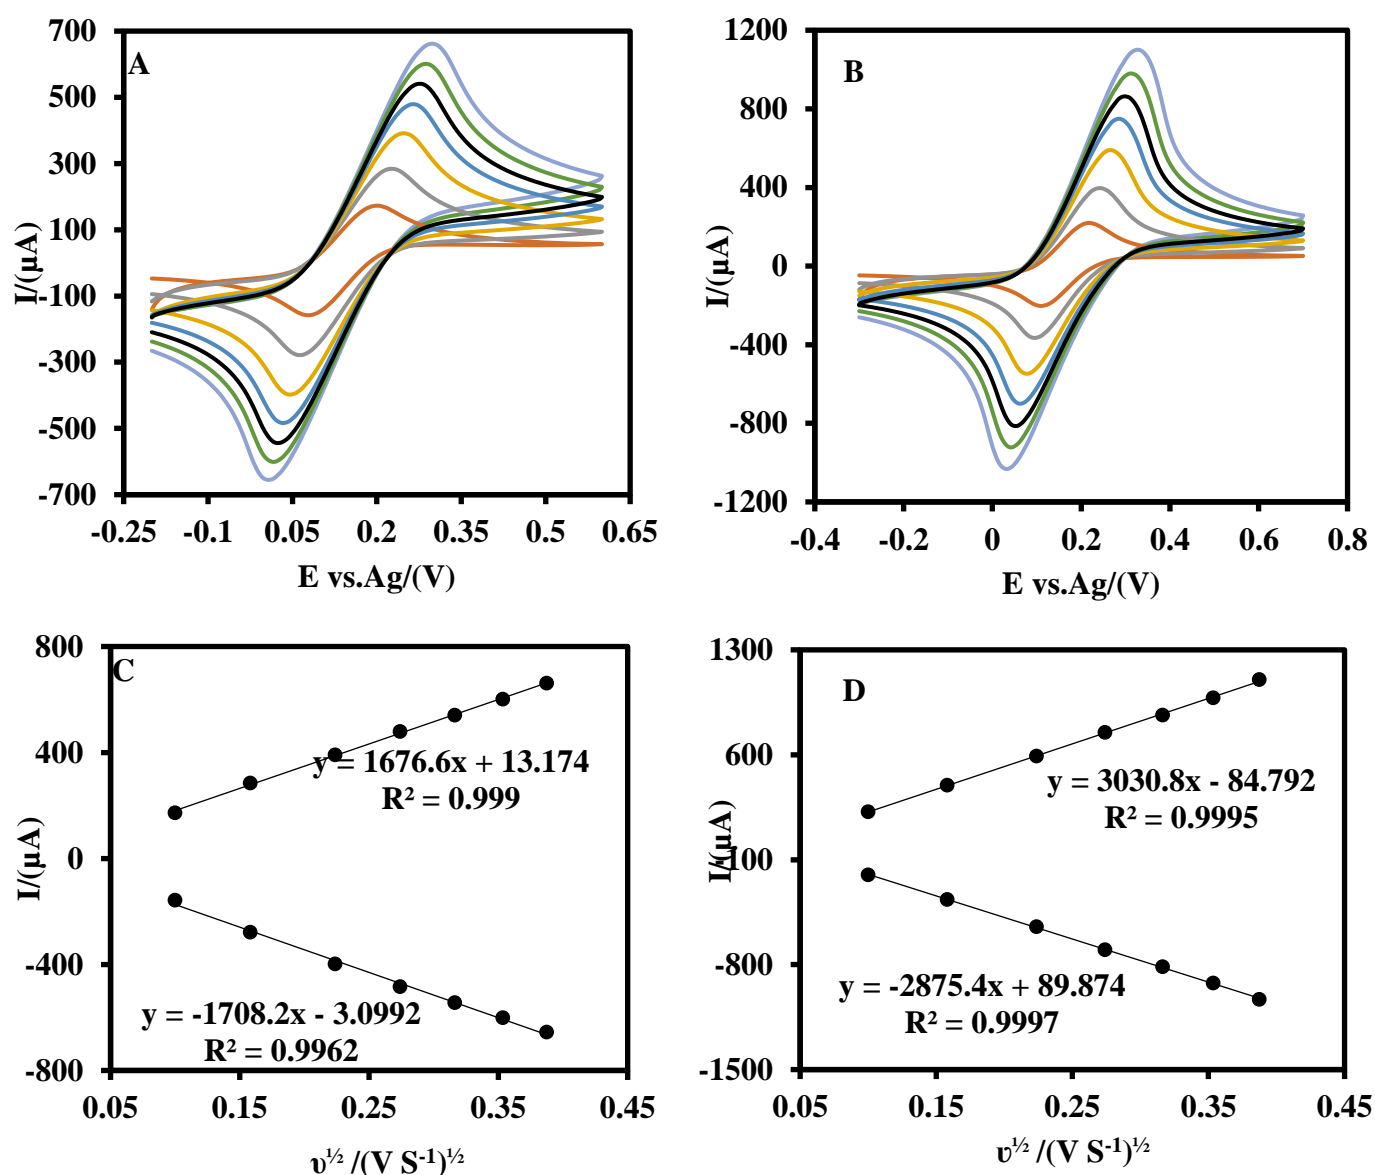 A
700
500
300
100
-100
-300
-500
-700
I/(µA)
-0.25
-0.1
0.05
0.2
0.35
0.5
0.65
E vs.Ag/(V)
B
1200
800
400
0
-400
-800
-1200
I/(µA)
-0.4
-0.2
0
0.2
0.4
0.6
0.8
E vs.Ag/(V)
C
800
400
0
-400
-800
I/(µA)
y = 1676.6x + 13.174
R² = 0.999
y = -1708.2x - 3.0992
R² = 0.9962
0.05
0.15
0.25
0.35
0.45
υ½ /(V S-1)½
D
1300
600
-100
-800
-1500
I/(µA)
y = 3030.8x - 84.792
R² = 0.9995
y = -2875.4x + 89.874
R² = 0.9997
0.05
0.15
0.25
0.35
0.45
υ½ /(V S-1)½